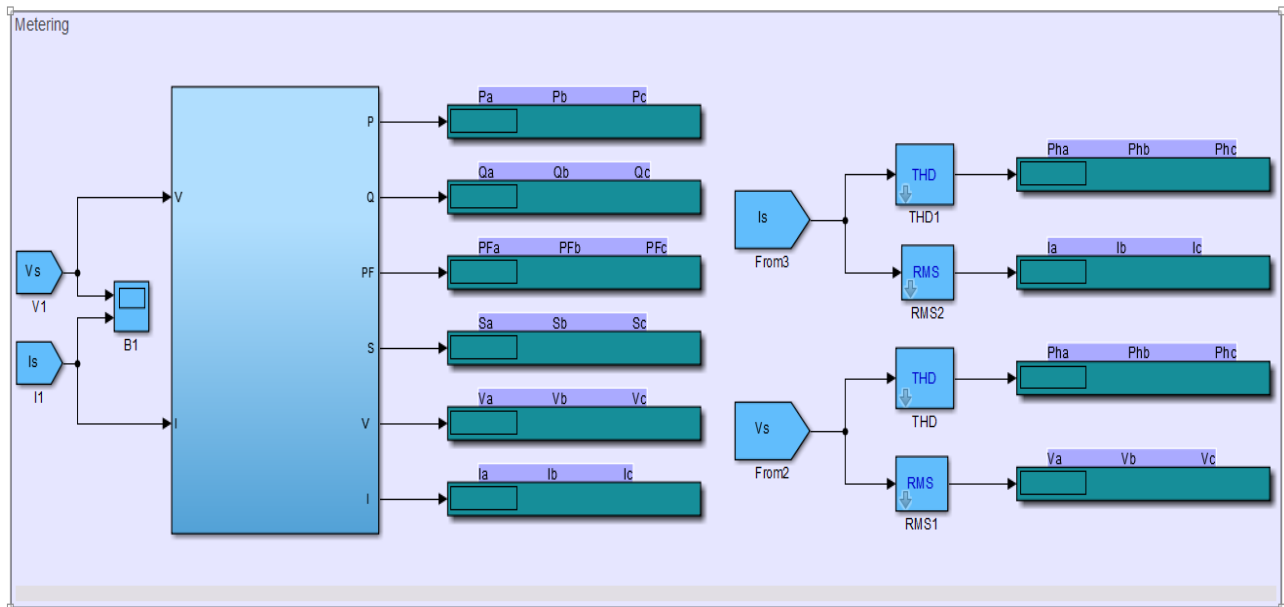 Metering
Pa Pb Pc
P
Qa Qb Qc
V
Q
PFa PFb PFc
Vs
PF
V1
B1
Sa Sb Sc
Is
S
I1
Va Vb Vc
I
V
Ia Ib Ic
I
Pha Phb Phc
THD
THD1
Is
From3
Ia Ib Ic
RMS
RMS2
Pha Phb Phc
THD
THD
Vs
From2
Va Vb Vc
RMS
RMS1